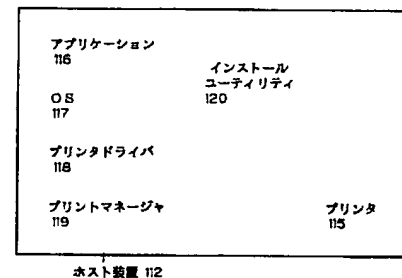 アプリケーション
116
インストール
ユーティリティ
120
OS
117
プリンタドライバ
118
プリントマネージャ
119
プリンタ
115
ホスト装置 112